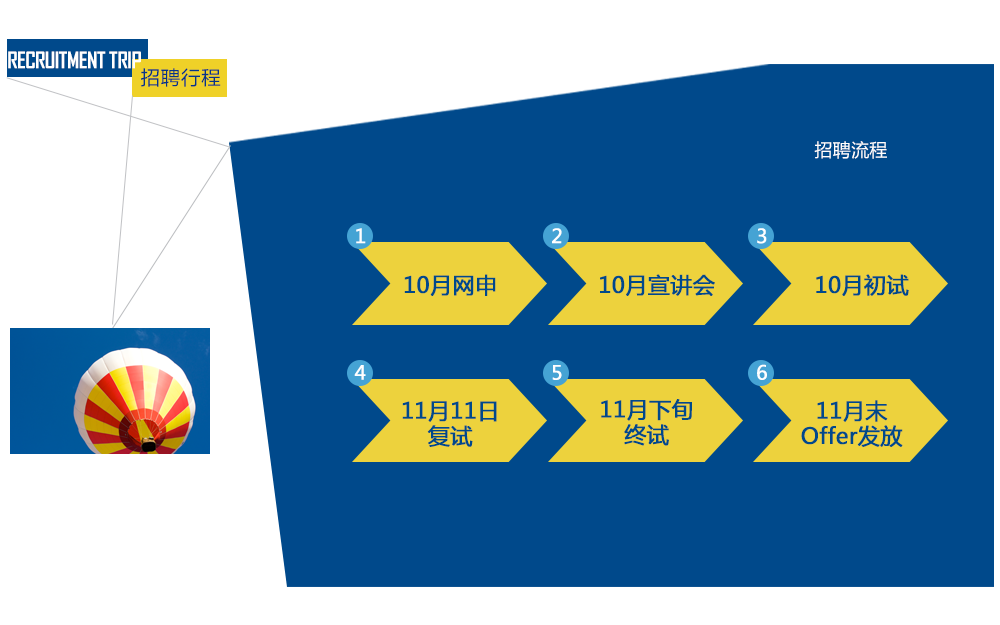 RECRUITMENT TRIP
招聘行程
招聘流程
1
10月网申
2
10月宣讲会
3
10月初试
4
11月11日
复试
5
11月下旬
终试
6
11月末
Offer发放